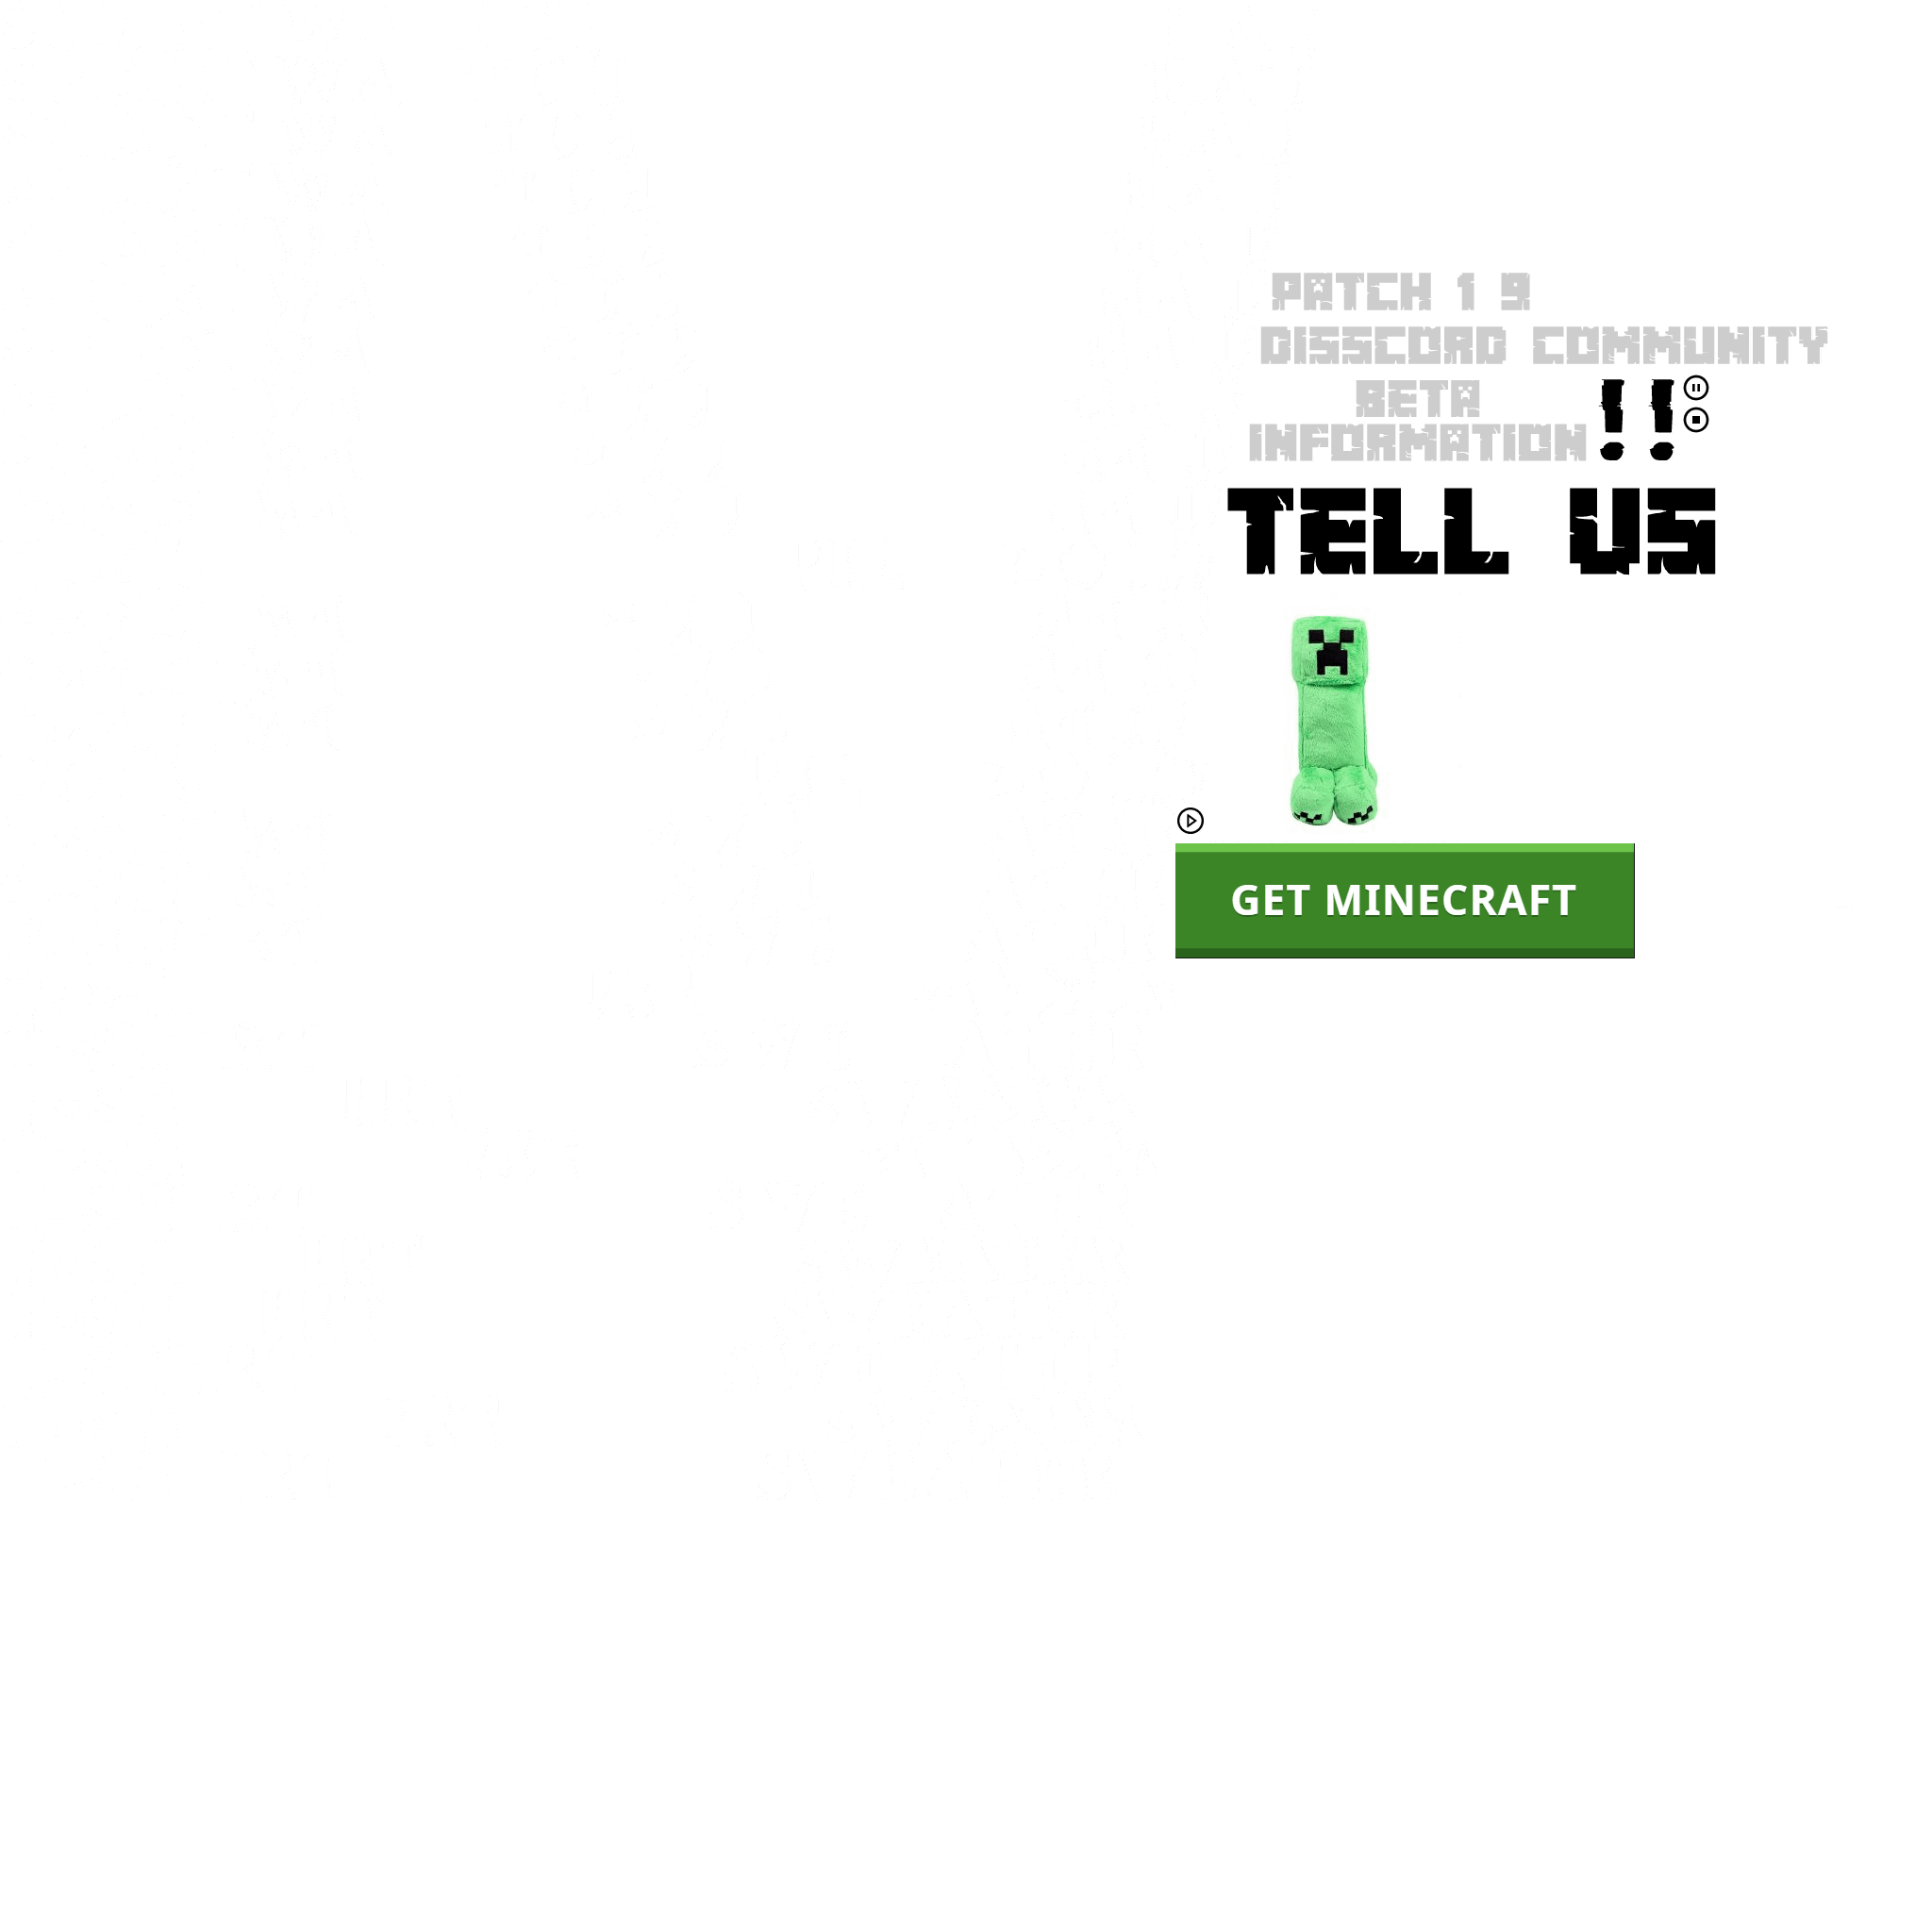 PATCH 1 9
DISSCORD COMMUNITY
BETA
INFORMATION !!
TELL US
GET MINECRAFT